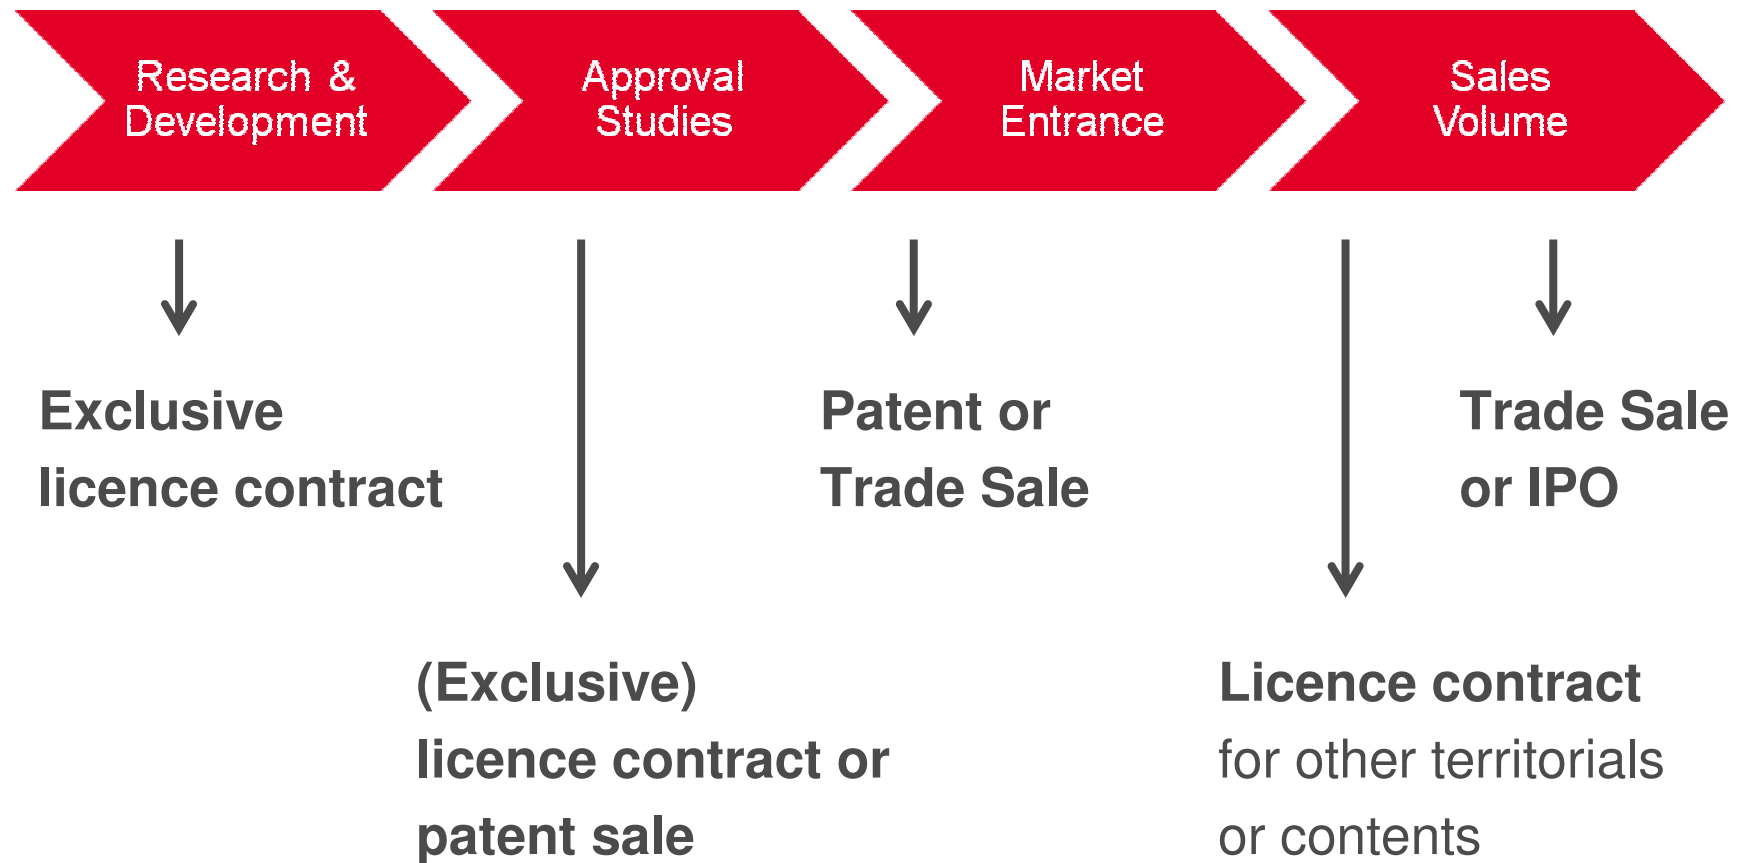 Research &
Development
Approval
Studies
Market
Entrance
Sales
Volume
Exclusive
licence contract
Patent or
Trade Sale
Trade Sale
or IPO
(Exclusive)
licence contract or
patent sale
Licence contract
for other territorials
or contents